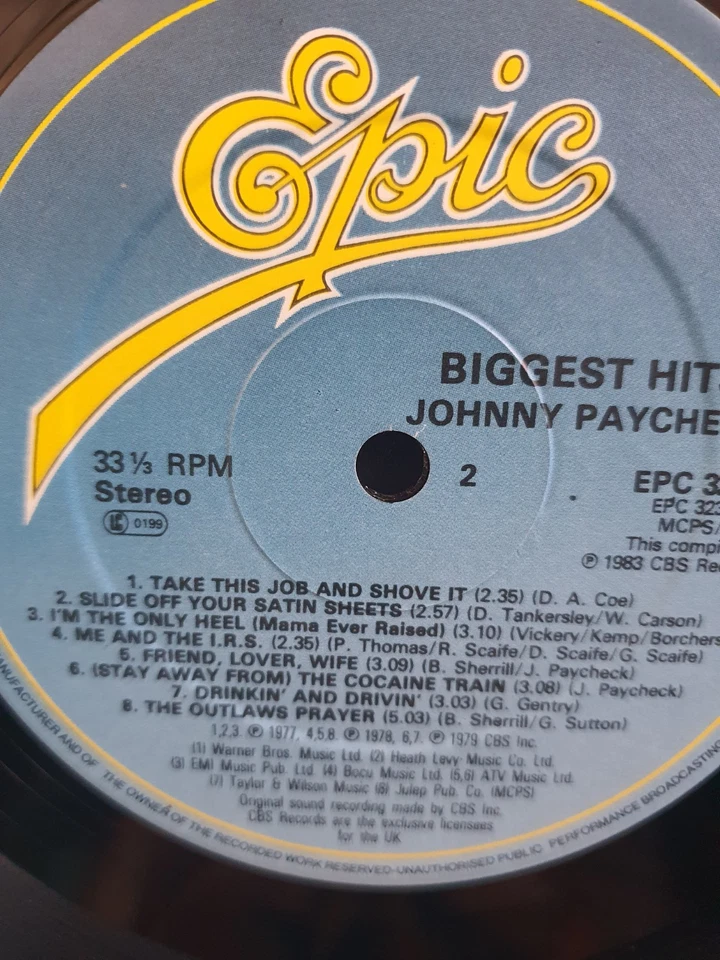 Epic
BIGGEST HIT
JOHNNY PAYCHE
33⅓ RPM
Stereo
LC 0199
2
EPC 3
EPC 323
MCPS/
This compi
℗ 1983 CBS Rec
1. TAKE THIS JOB AND SHOVE IT (2.35) (D. A. Coe)
2. SLIDE OFF YOUR SATIN SHEETS (2.57) (D. Tankersley/W. Carson)
3. I'M THE ONLY HEEL (Mama Ever Raised) (3.10) (Vickery/Kemp/Borchers
4. ME AND THE I.R.S. (2.35) (P. Thomas/R. Scaife/D. Scaife/G. Scaife)
5. FRIEND, LOVER, WIFE (3.09) (B. Sherrill/J. Paycheck)
6. (STAY AWAY FROM) THE COCAINE TRAIN (3.08) (J. Paycheck)
7. DRINKIN' AND DRIVIN' (3.03) (G. Gentry)
8. THE OUTLAWS PRAYER (5.03) (B. Sherrill/G. Sutton)
1,2,3. ℗ 1977, 4,5,8. ℗ 1978, 6,7. ℗ 1979 CBS Inc.
(1) Warner Bros. Music Ltd. (2) Heath Levy Music Co. Ltd.
(3) EMI Music Pub. Ltd. (4) Bocu Music Ltd. (5,6) ATV Music Ltd.
(7) Taylor & Wilson Music (8) Julep Pub. Co. (MCPS)
Original sound recording made by CBS Inc.
CBS Records are the exclusive licensees
for the UK
MANUFACTURER AND OF THE OWNER OF THE RECORDED WORK RESERVED-UNAUTHORISED PUBLIC PERFORMANCE BROADCASTING